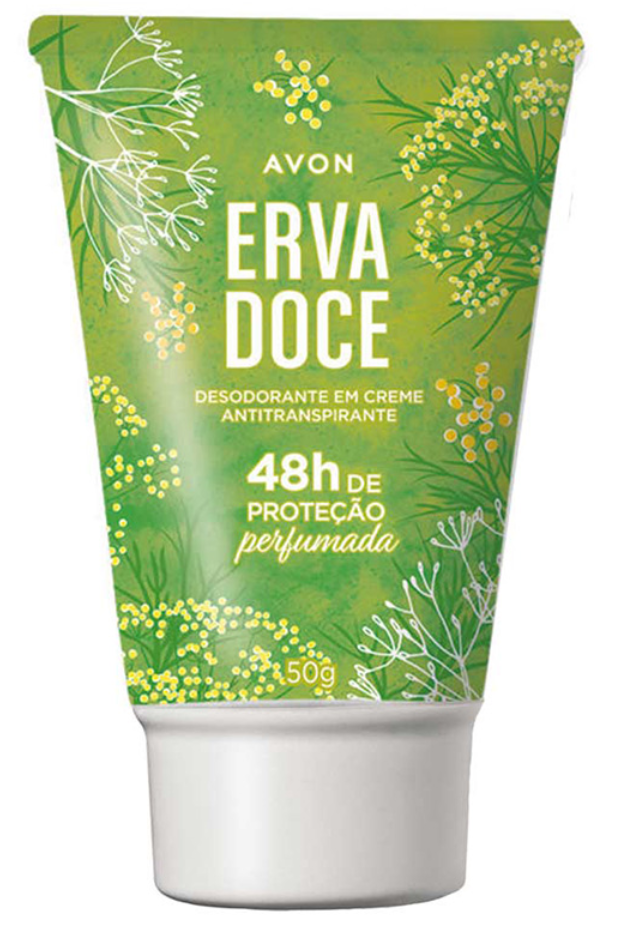 AVON
ERVA
DOCE
DESODORANTE EM CREME
ANTITRANSPIRANTE
48h DE
PROTEÇÃO
perfumada
50g